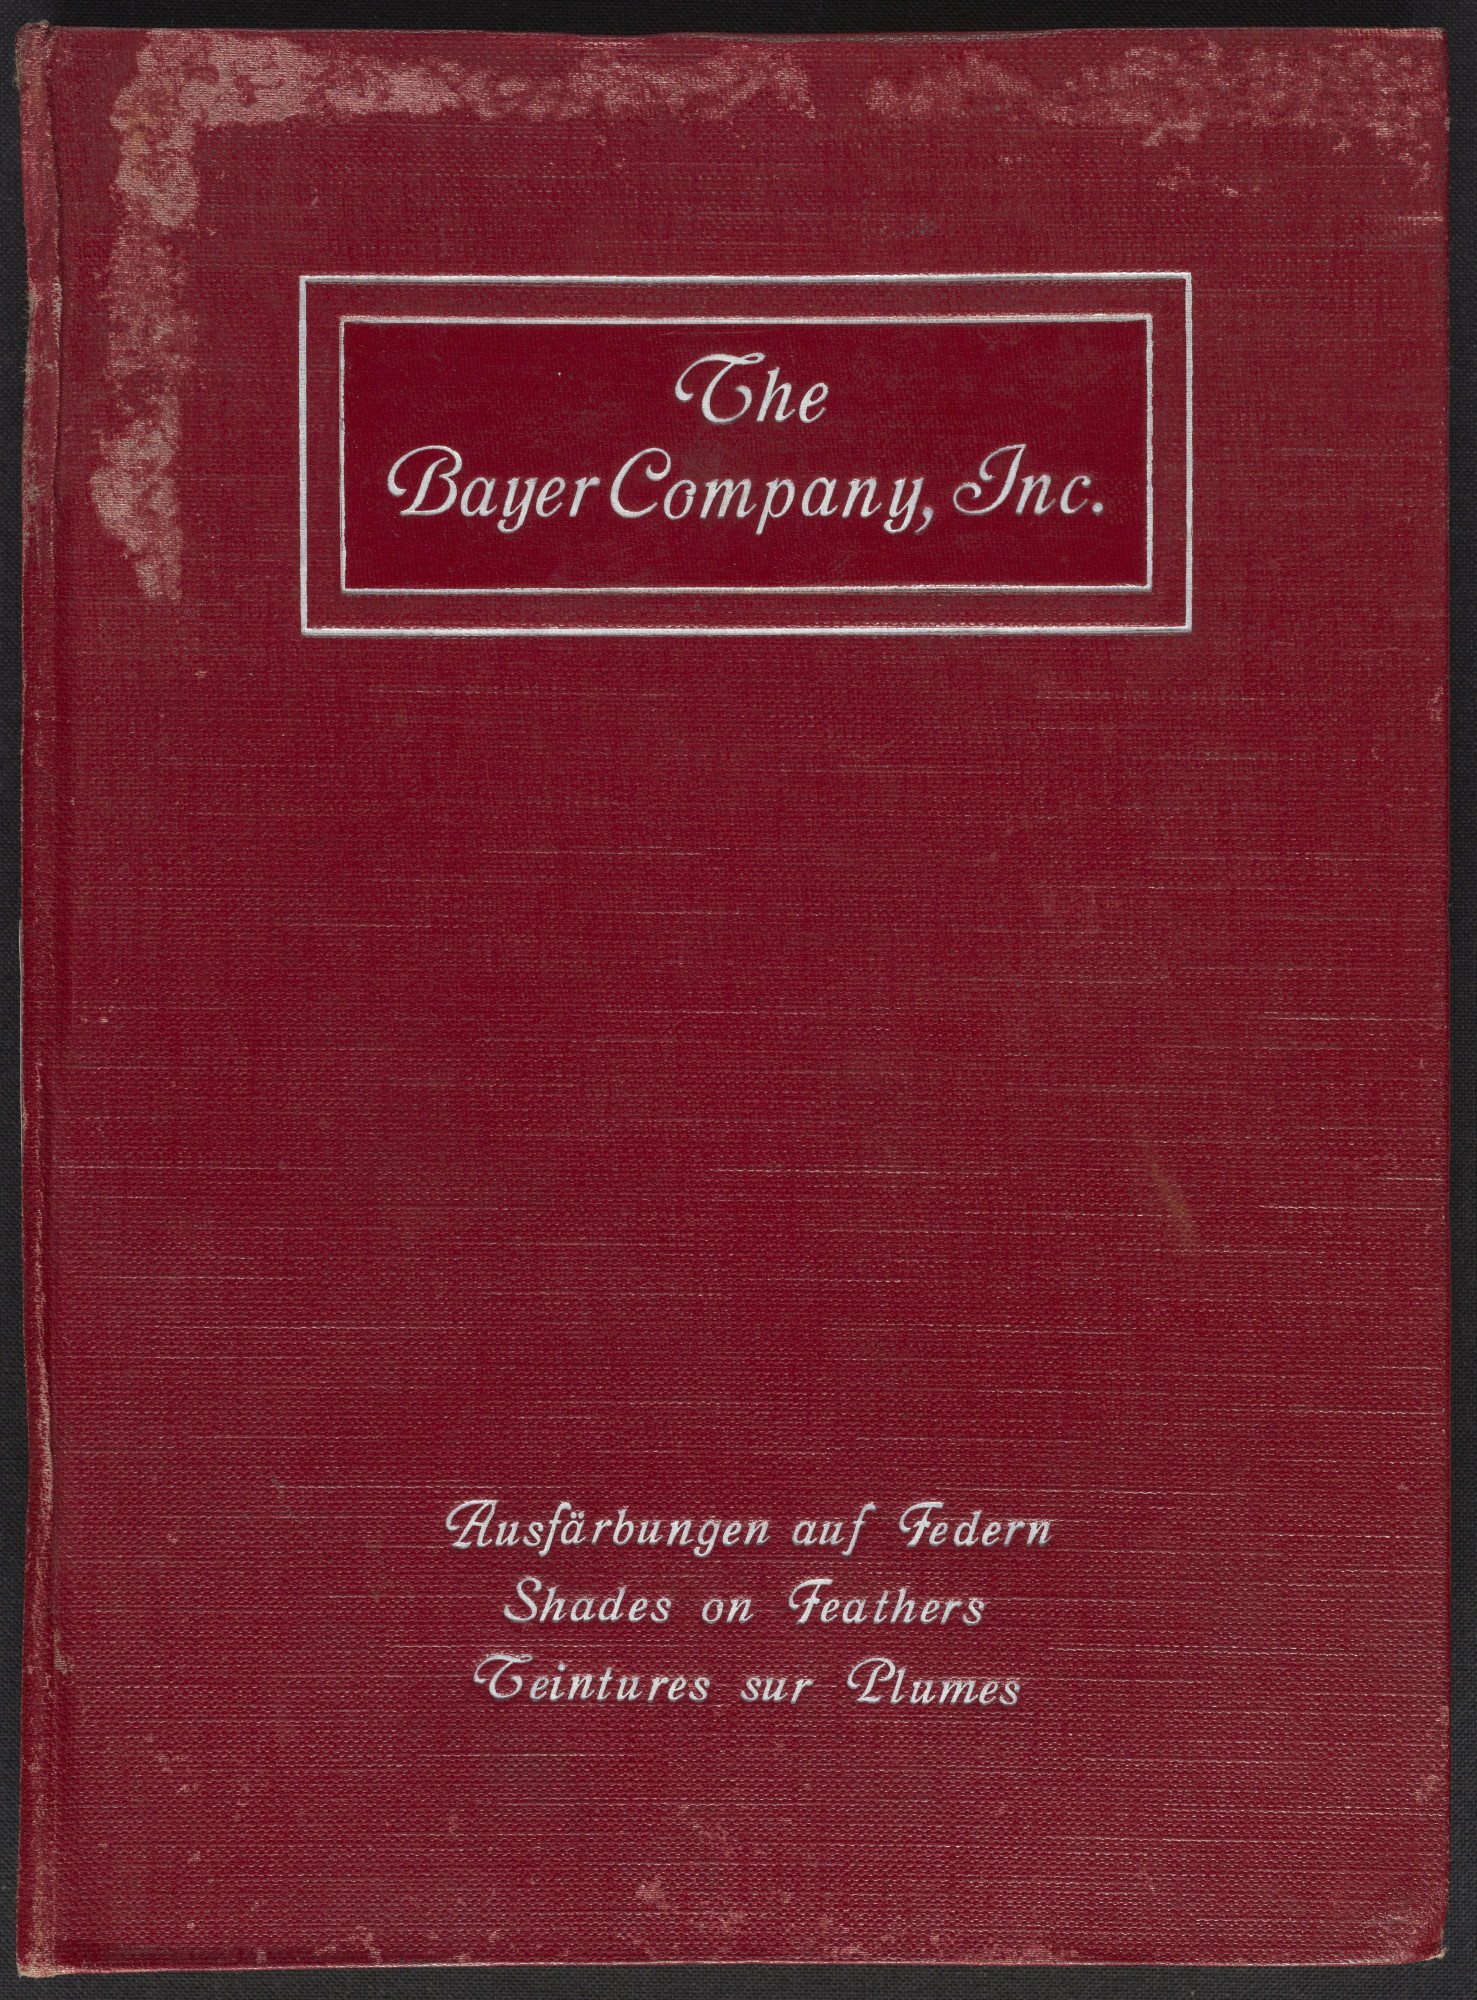 The
Bayer Company, Inc.
Ausfärbungen auf Federn
Shades on Feathers
Teintures sur Plumes